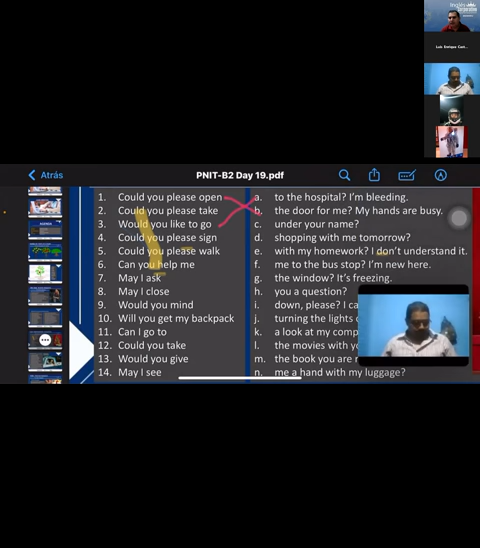 Inglés
Luis Enrique Can...
Atrás
PNIT-B2 Day 19.pdf
1. Could you please open
2. Could you please take
3. Would you like to go
4. Could you please sign
5. Could you please walk
6. Can you help me
7. May I ask
8. May I close
9. Would you mind
10. Will you get my backpack
11. Can I go to
12. Could you take
13. Would you give
14. May I see
a. to the hospital? I'm bleeding.
b. the door for me? My hands are busy.
c. under your name?
d. shopping with me tomorrow?
e. with my homework? I don't understand it.
f. me to the bus stop? I'm new here.
g. the window? It's freezing.
h. you a question?
i. down, please? I ca
j. turning the lights
k. a look at my comp
l. the movies with
m. the book you are
n. me a hand with my luggage?